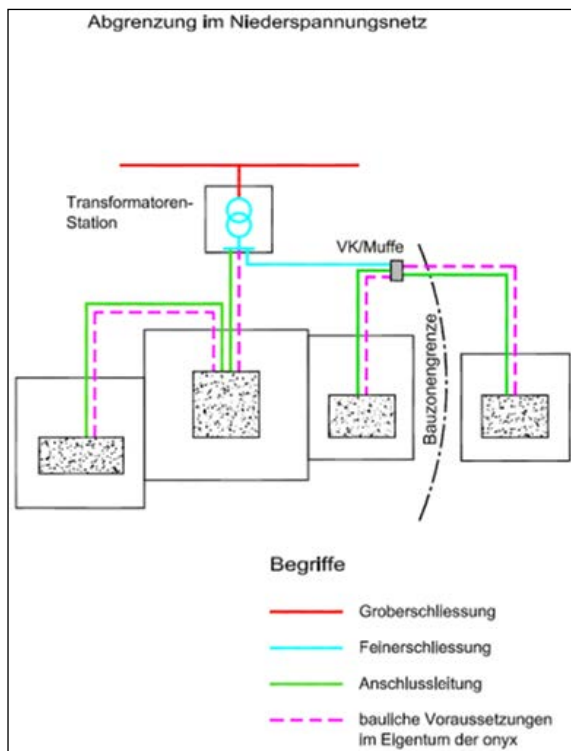 Abgrenzung im Niederspannungsnetz
Transformatoren-
Station
VK/Muffe
Bauzonengrenze
Begriffe
Groberschliessung
Feinerschliessung
Anschlussleitung
bauliche Voraussetzungen
im Eigentum der onyx